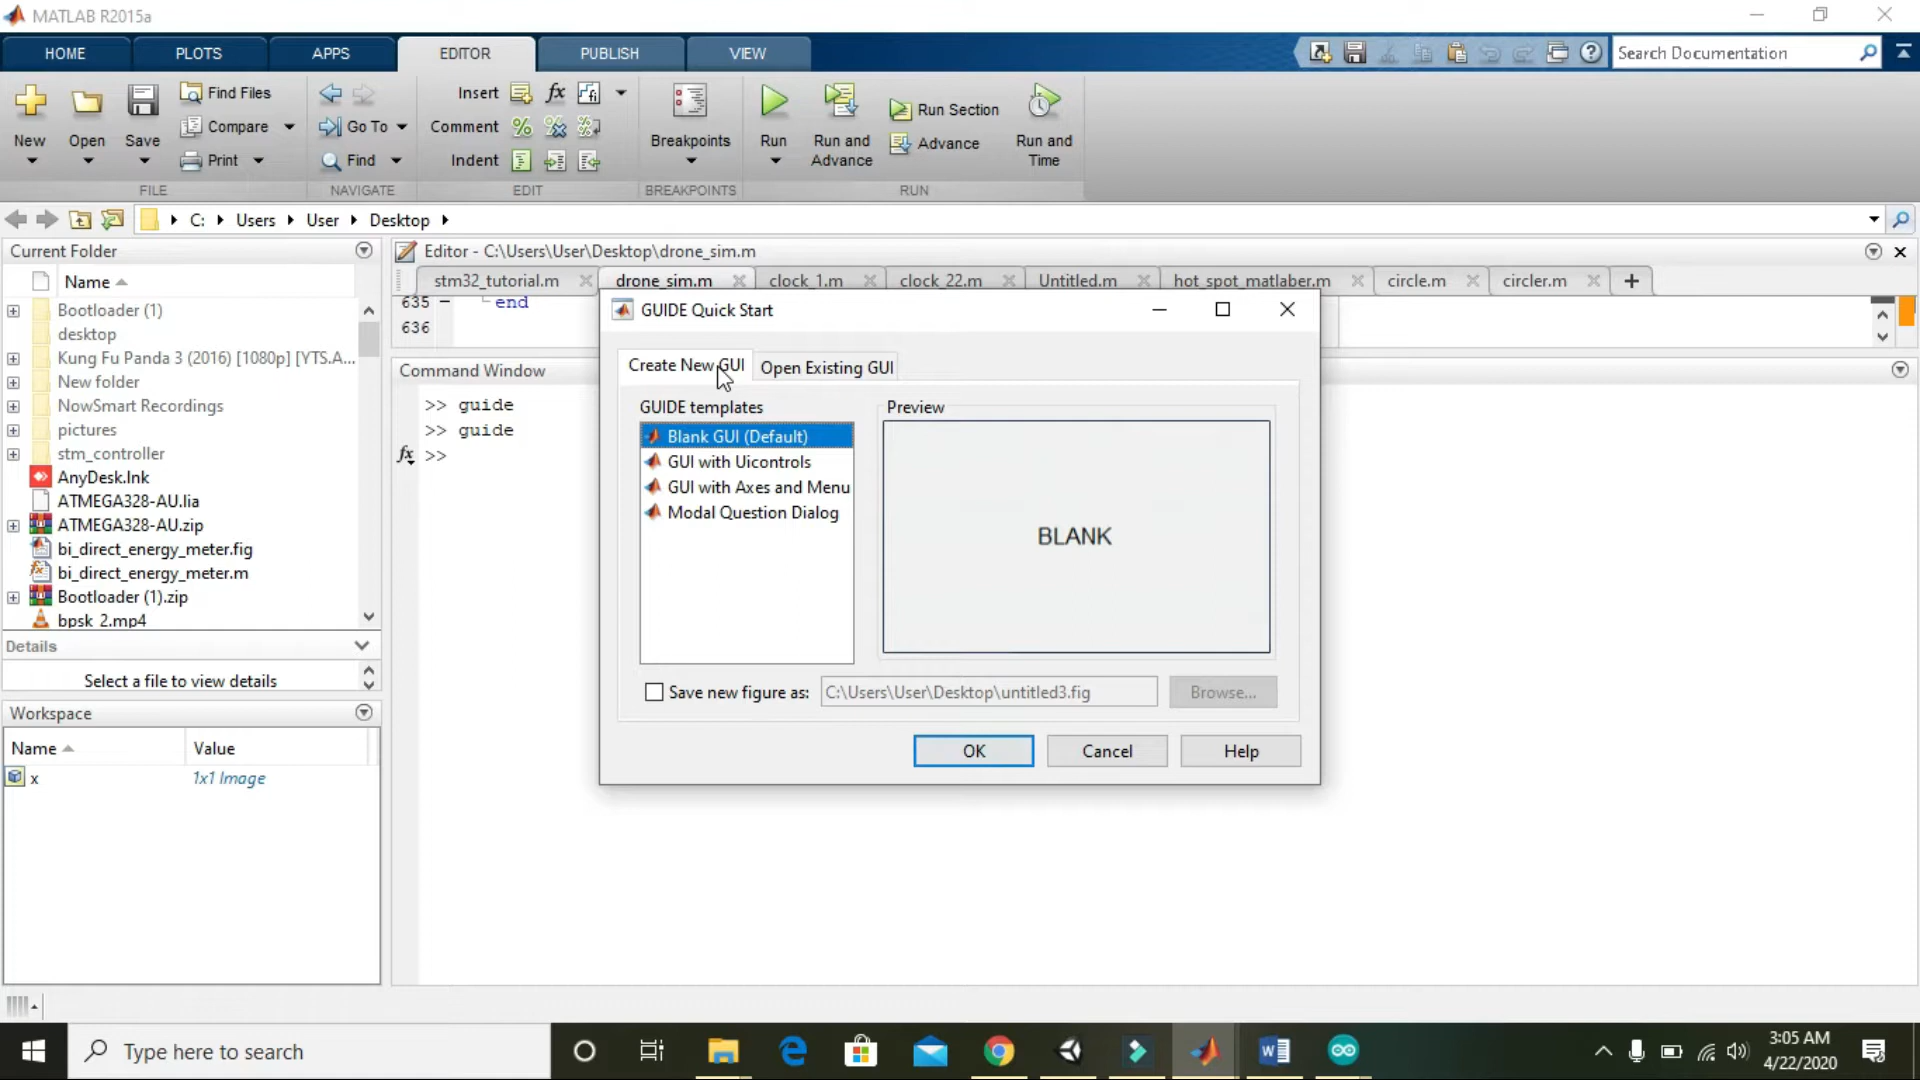 MATLAB R2015a
HOME PLOTS APPS EDITOR PUBLISH VIEW Search Documentation
Find Files Insert fx
New Open Save Compare Go To Comment Breakpoints Run Run and Advance Run Section Advance Run and Time
Print Find Indent
FILE NAVIGATE EDIT BREAKPOINTS RUN
C: Users User Desktop
Current Folder
Editor - C:\Users\User\Desktop\drone_sim.m
Name
stm32_tutorial.m drone_sim.m clock_1.m clock_22.m Untitled.m hot_spot_matlaber.m circle.m circler.m +
635 end
636
Bootloader (1)
desktop
Kung Fu Panda 3 (2016) [1080p] [YTS.A...
New folder
NowSmart Recordings
pictures
stm_controller
AnyDesk.lnk
ATMEGA328-AU.lia
ATMEGA328-AU.zip
bi_direct_energy_meter.fig
bi_direct_energy_meter.m
Bootloader (1).zip
bpsk_2.mp4
Details
Select a file to view details
Workspace
Name Value
x 1x1 Image
Command Window
>> guide
>> guide
fx >>
GUIDE Quick Start
Create New GUI Open Existing GUI
GUIDE templates
Blank GUI (Default)
GUI with Uicontrols
GUI with Axes and Menu
Modal Question Dialog
Preview
BLANK
Save new figure as: C:\Users\User\Desktop\untitled3.fig Browse...
OK Cancel Help
Type here to search
3:05 AM
4/22/2020